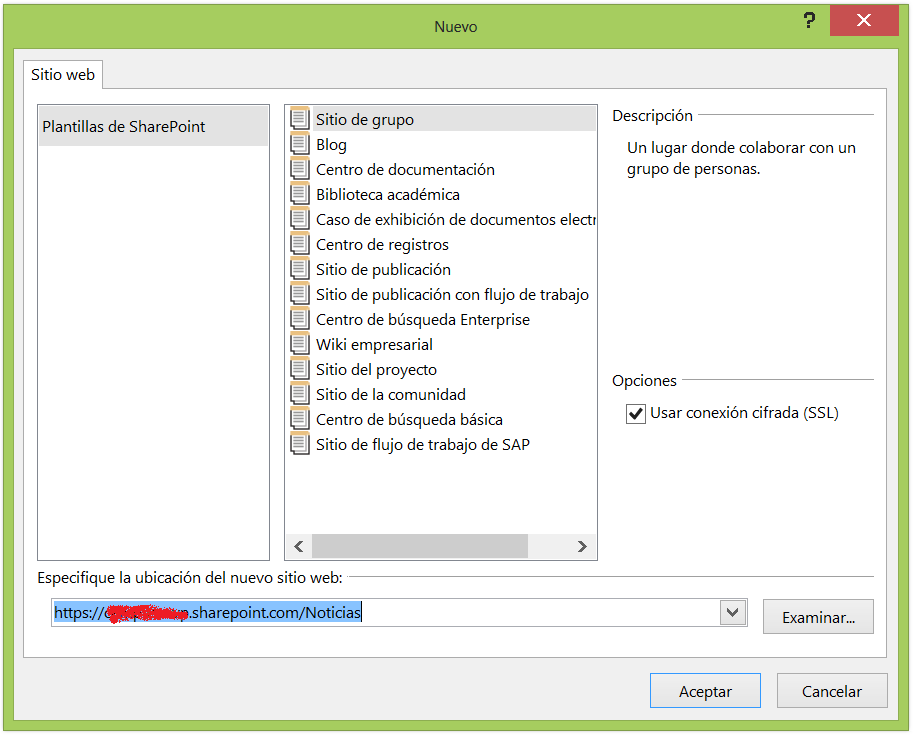 Nuevo
?
Sitio web
Plantillas de SharePoint
Sitio de grupo
Blog
Centro de documentación
Biblioteca académica
Caso de exhibición de documentos electr
Centro de registros
Sitio de publicación
Sitio de publicación con flujo de trabajo
Centro de búsqueda Enterprise
Wiki empresarial
Sitio del proyecto
Sitio de la comunidad
Centro de búsqueda básica
Sitio de flujo de trabajo de SAP
Descripción
Un lugar donde colaborar con un
grupo de personas.
Opciones
Usar conexión cifrada (SSL)
Especifique la ubicación del nuevo sitio web:
https:// .sharepoint.com/Noticias
Examinar...
Aceptar
Cancelar